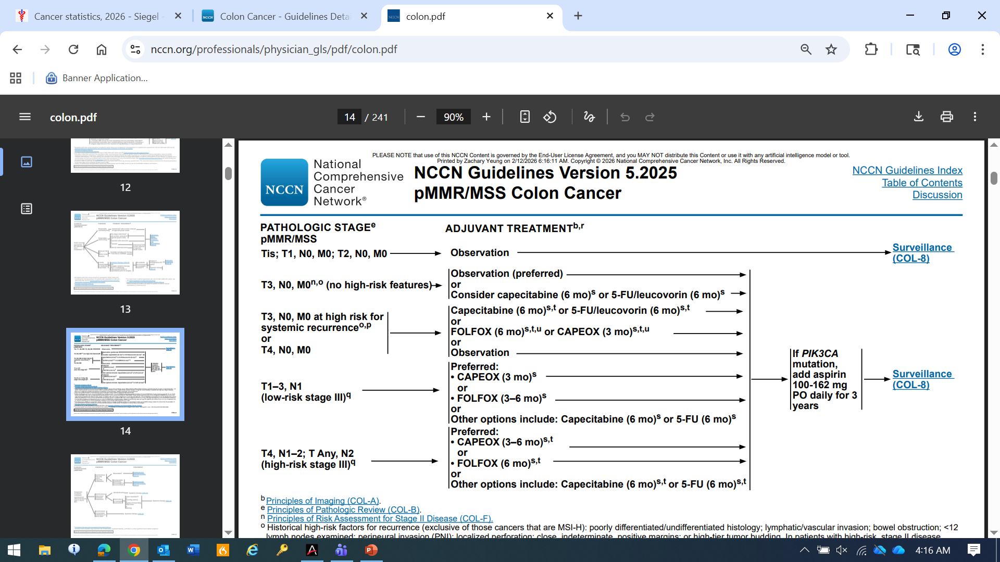 Cancer statistics, 2026 - Siegel -
Colon Cancer - Guidelines Deta
colon.pdf
nccn.org/professionals/physician_gls/pdf/colon.pdf
Banner Application...
colon.pdf
14 / 241
90%
12
13
14
PLEASE NOTE that use of this NCCN Content is governed by the End-User License Agreement, and you MAY NOT distribute this Content or use it with any artificial intelligence model or tool.
Printed by Zachary Yeung on 2/12/2026 6:16:11 AM. Copyright © 2026 National Comprehensive Cancer Network, Inc. All Rights Reserved.
NCCN
National
Comprehensive
Cancer
Network®
NCCN Guidelines Version 5.2025
pMMR/MSS Colon Cancer
NCCN Guidelines Index
Table of Contents
Discussion
PATHOLOGIC STAGEe
pMMR/MSS
ADJUVANT TREATMENTb,r
Tis; T1, N0, M0; T2, N0, M0
Observation
Surveillance
(COL-8)
T3, N0, M0n,o (no high-risk features)
Observation (preferred)
or
Consider capecitabine (6 mo)s or 5-FU/leucovorin (6 mo)s
T3, N0, M0 at high risk for
systemic recurrenceo,p
or
T4, N0, M0
Capecitabine (6 mo)s,t or 5-FU/leucovorin (6 mo)s,t
or
FOLFOX (6 mo)s,t,u or CAPEOX (3 mo)s,t,u
or
Observation
T1–3, N1
(low-risk stage III)q
Preferred:
• CAPEOX (3 mo)s
or
• FOLFOX (3–6 mo)s
or
Other options include: Capecitabine (6 mo)s or 5-FU (6 mo)s
T4, N1–2; T Any, N2
(high-risk stage III)q
Preferred:
• CAPEOX (3–6 mo)s,t
or
• FOLFOX (6 mo)s,t
or
Other options include: Capecitabine (6 mo)s,t or 5-FU (6 mo)s,t
If PIK3CA
mutation,
add aspirin
100-162 mg
PO daily for 3
years
Surveillance
(COL-8)
b Principles of Imaging (COL-A).
e Principles of Pathologic Review (COL-B).
n Principles of Risk Assessment for Stage II Disease (COL-F).
o Historical high-risk factors for recurrence (exclusive of those cancers that are MSI-H): poorly differentiated/undifferentiated histology; lymphatic/vascular invasion; bowel obstruction; <12
lymph nodes examined; perineural invasion (PNI); localized perforation; close, indeterminate, positive margins; or high-tier tumor budding. In patients with high-risk, stage II disease
4:16 AM